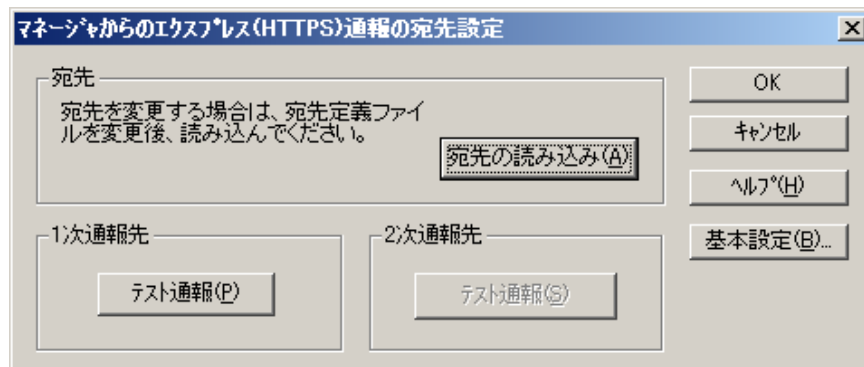 ﾏﾈｰｼﾞｬからのｴｸｽﾌﾟﾚｽ(HTTPS)通報の宛先設定
宛先
宛先を変更する場合は、宛先定義ファイ
ルを変更後、読み込んでください。
宛先の読み込み(A)
OK
ｷｬﾝｾﾙ
ﾍﾙﾌﾟ(H)
基本設定(B)...
1次通報先
テスト通報(P)
2次通報先
テスト通報(S)